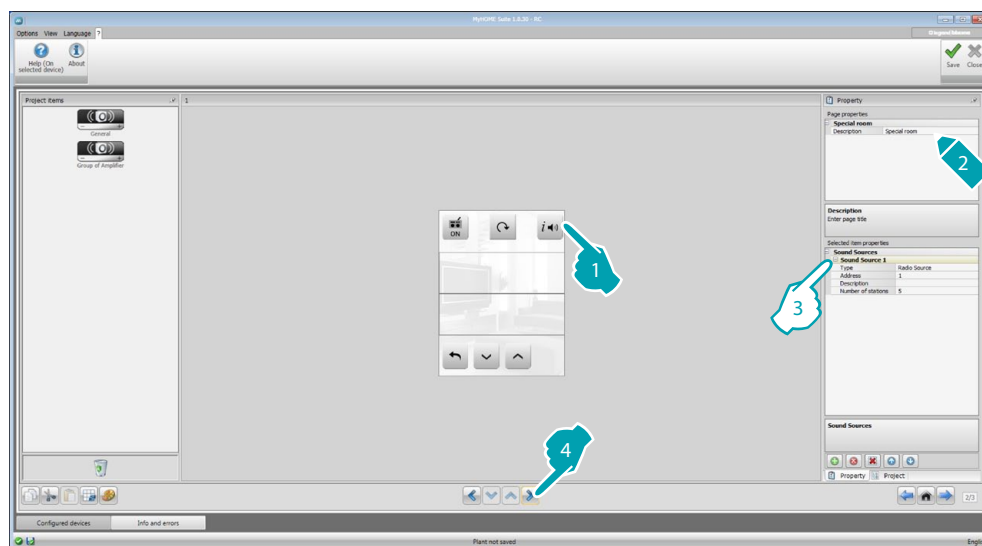 MyHOME Suite 1.0.30 - RC
Options View Language ?
Help (On selected device)
About
Save
Close
Project items
1
General
Group of Amplifier
ON
i
1
Property
Page properties
Special room
Description Special room
2
Description
Enter page title
Selected item properties
Sound Sources
Sound Source 1
Type Radio Source
Address 1
Description
Number of stations 5
3
Sound Sources
Property
Project
4
2/3
Configured devices
Info and errors
Plant not saved